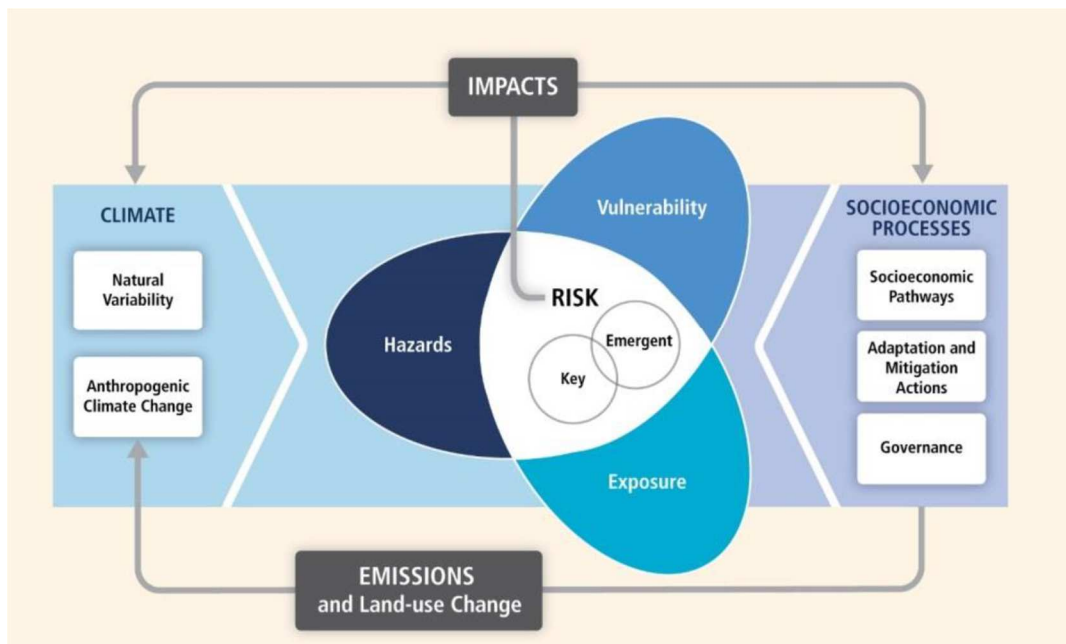 IMPACTS
CLIMATE
Natural
Variability
Anthropogenic
Climate Change
Vulnerability
Hazards
RISK
Emergent
Key
Exposure
SOCIOECONOMIC
PROCESSES
Socioeconomic
Pathways
Adaptation and
Mitigation
Actions
Governance
EMISSIONS
and Land-use Change